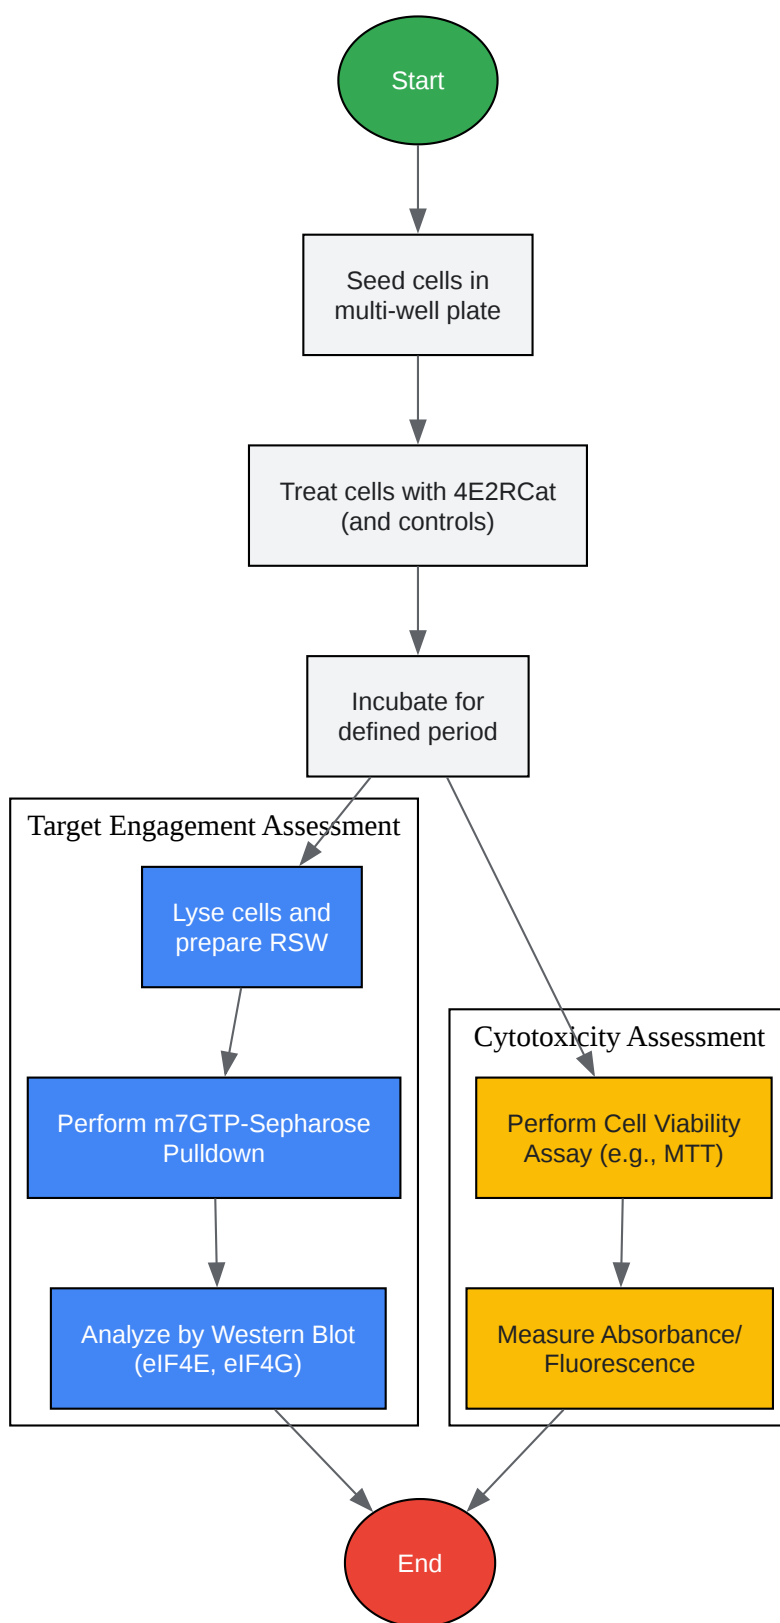 Start
Seed cells in
multi-well plate
Treat cells with 4E2RCat
(and controls)
Incubate for
defined period
Target Engagement Assessment
Lyse cells and
prepare RSW
Perform m7GTP-Sepharose
Pulldown
Analyze by Western Blot
(eIF4E, eIF4G)
Cytotoxicity Assessment
Perform Cell Viability
Assay (e.g., MTT)
Measure Absorbance/
Fluorescence
End